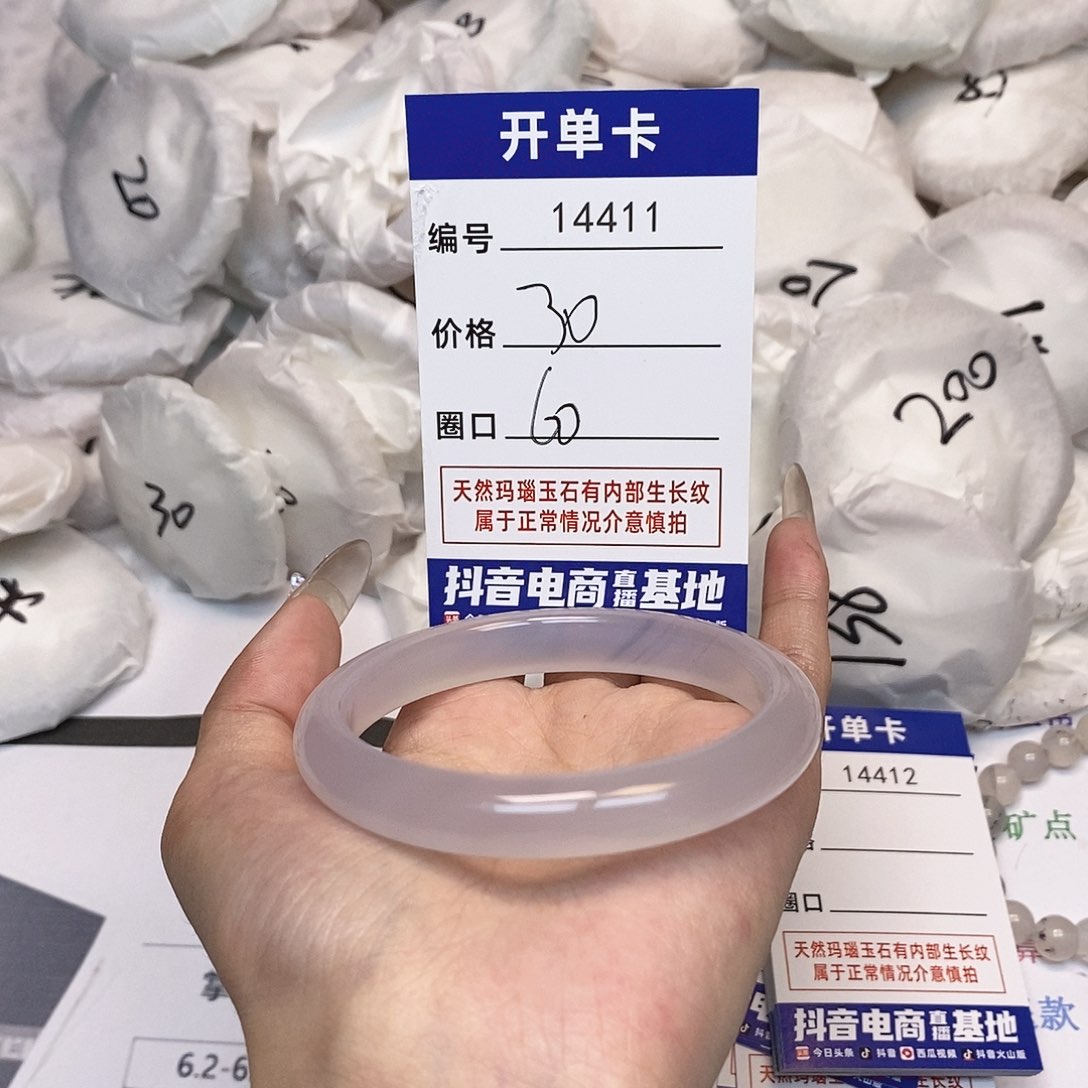 20
30
200
150
开单卡
编号 14411
价格 30
圈口 60
天然玛瑙玉石有内部生长纹
属于正常情况介意慎拍
抖音电商直播基地
开单卡
14412
圈口
天然玛瑙玉石有内部生长纹
属于正常情况介意慎拍
抖音电商直播基地
今日头条 抖音 西瓜视频 抖音火山版
矿点
款
6.2-6